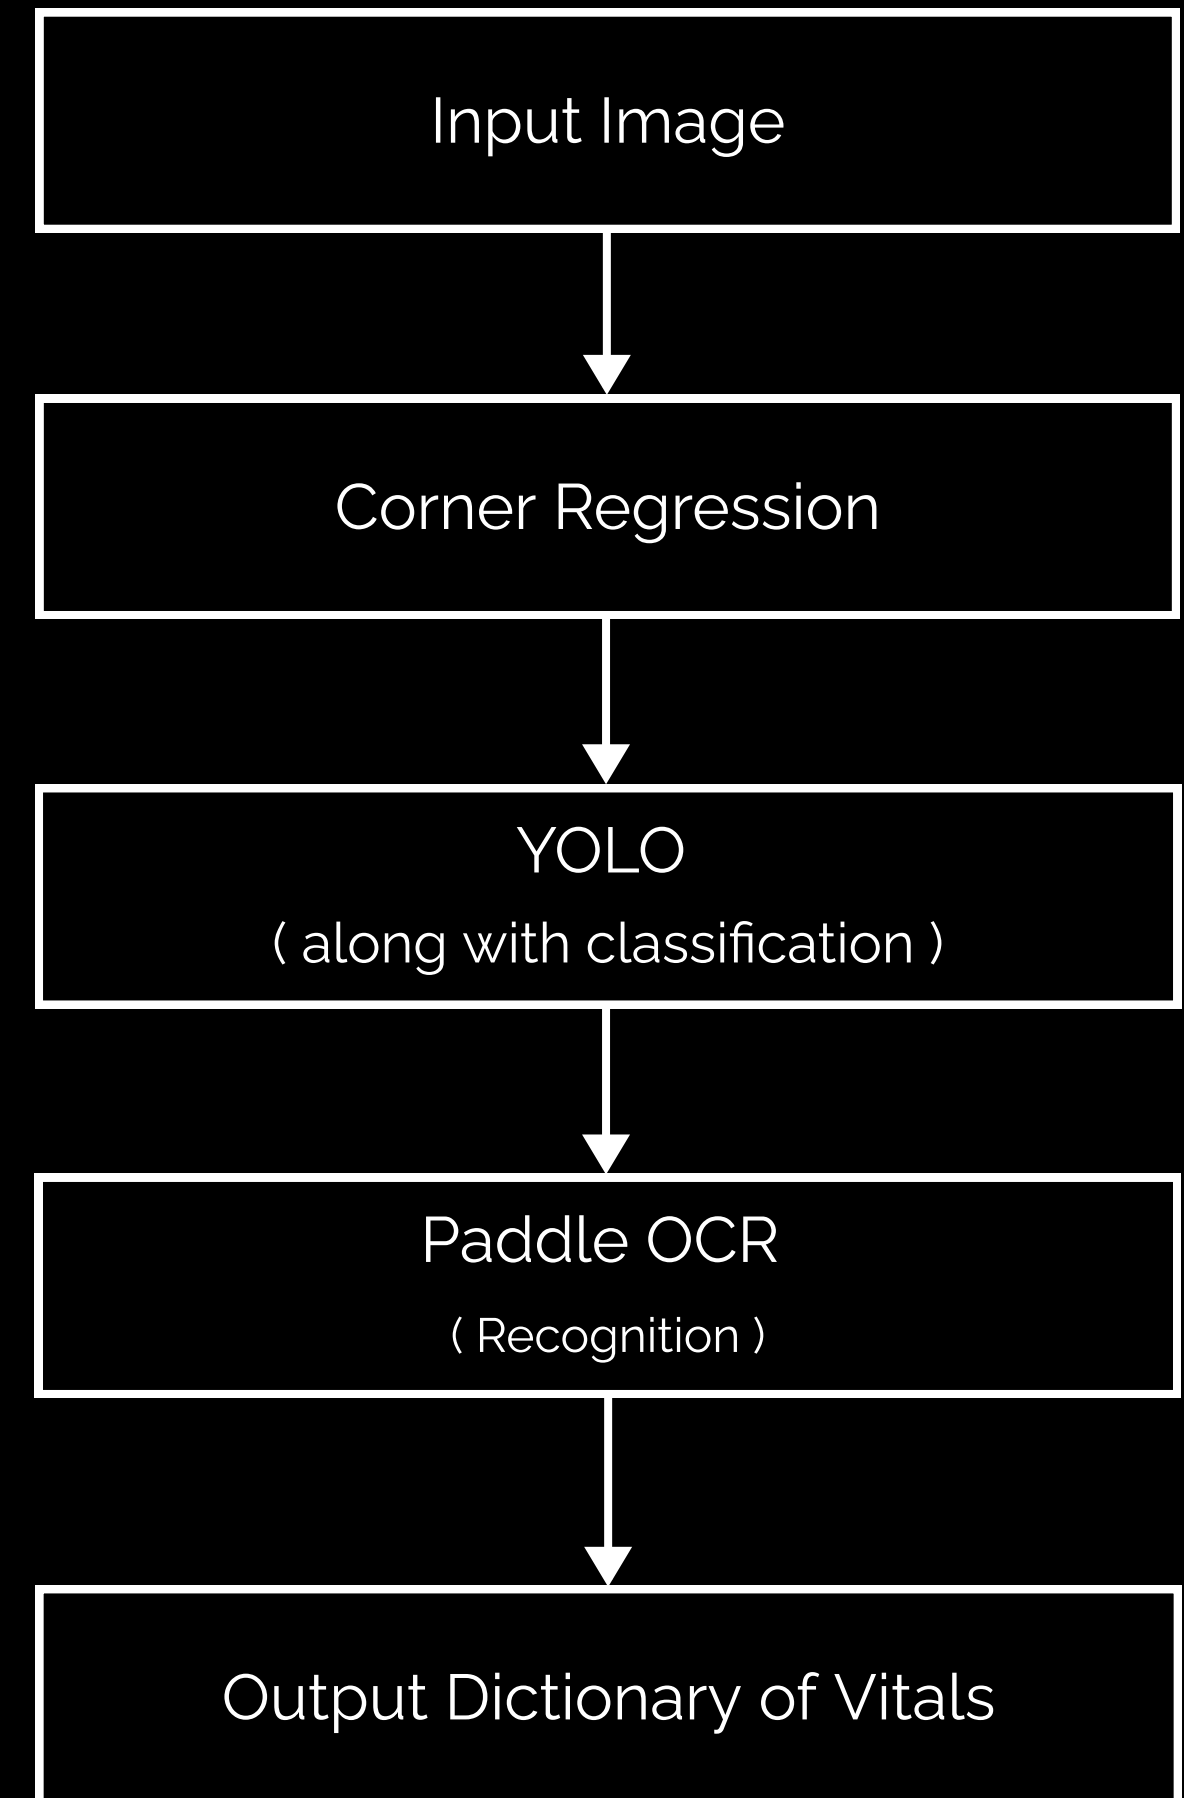 Input Image
Corner Regression
YOLO
( along with classification )
Paddle OCR
( Recognition )
Output Dictionary of Vitals